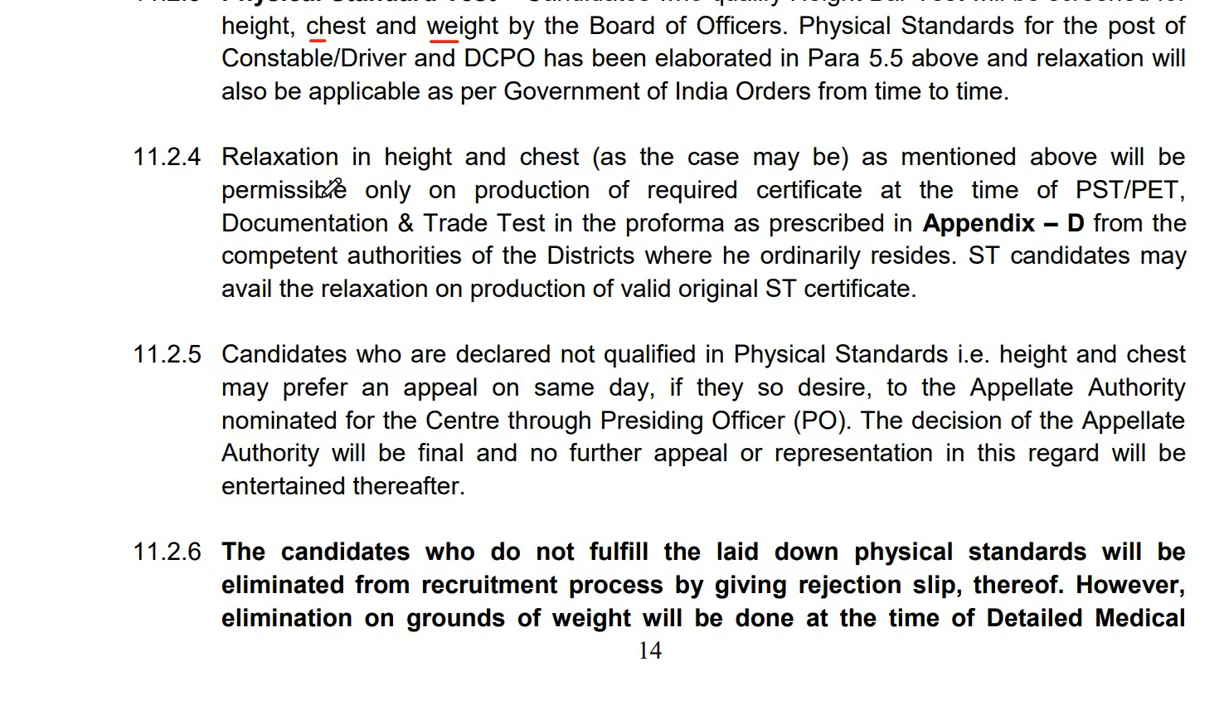 height, chest and weight by the Board of Officers. Physical Standards for the post of
Constable/Driver and DCPO has been elaborated in Para 5.5 above and relaxation will
also be applicable as per Government of India Orders from time to time.
11.2.4 Relaxation in height and chest (as the case may be) as mentioned above will be
permissible only on production of required certificate at the time of PST/PET,
Documentation & Trade Test in the proforma as prescribed in Appendix – D from the
competent authorities of the Districts where he ordinarily resides. ST candidates may
avail the relaxation on production of valid original ST certificate.
11.2.5 Candidates who are declared not qualified in Physical Standards i.e. height and chest
may prefer an appeal on same day, if they so desire, to the Appellate Authority
nominated for the Centre through Presiding Officer (PO). The decision of the Appellate
Authority will be final and no further appeal or representation in this regard will be
entertained thereafter.
11.2.6 The candidates who do not fulfill the laid down physical standards will be
eliminated from recruitment process by giving rejection slip, thereof. However,
elimination on grounds of weight will be done at the time of Detailed Medical
14